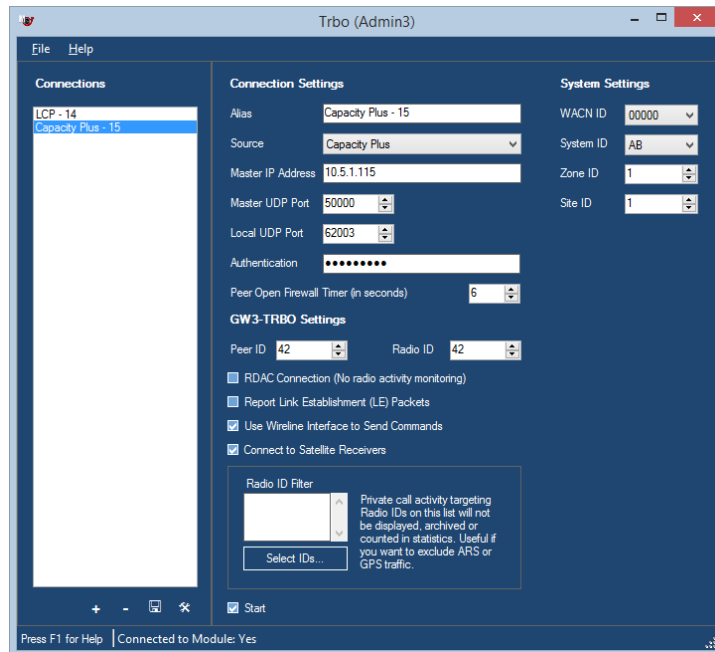 Trbo (Admin3)
File Help
Connections
LCP - 14
Capacity Plus - 15
Connection Settings
Alias Capacity Plus - 15
Source Capacity Plus
Master IP Address 10.5.1.115
Master UDP Port 50000
Local UDP Port 62003
Authentication •••••••••
Peer Open Firewall Timer (in seconds) 6
GW3-TRBO Settings
Peer ID 42 Radio ID 42
RDAC Connection (No radio activity monitoring)
Report Link Establishment (LE) Packets
Use Wireline Interface to Send Commands
Connect to Satellite Receivers
Radio ID Filter
Select IDs...
Private call activity targeting
Radio IDs on this list will not
be displayed, archived or
counted in statistics. Useful if
you want to exclude ARS or
GPS traffic.
Start
System Settings
WACN ID 00000
System ID AB
Zone ID 1
Site ID 1
Press F1 for Help Connected to Module: Yes